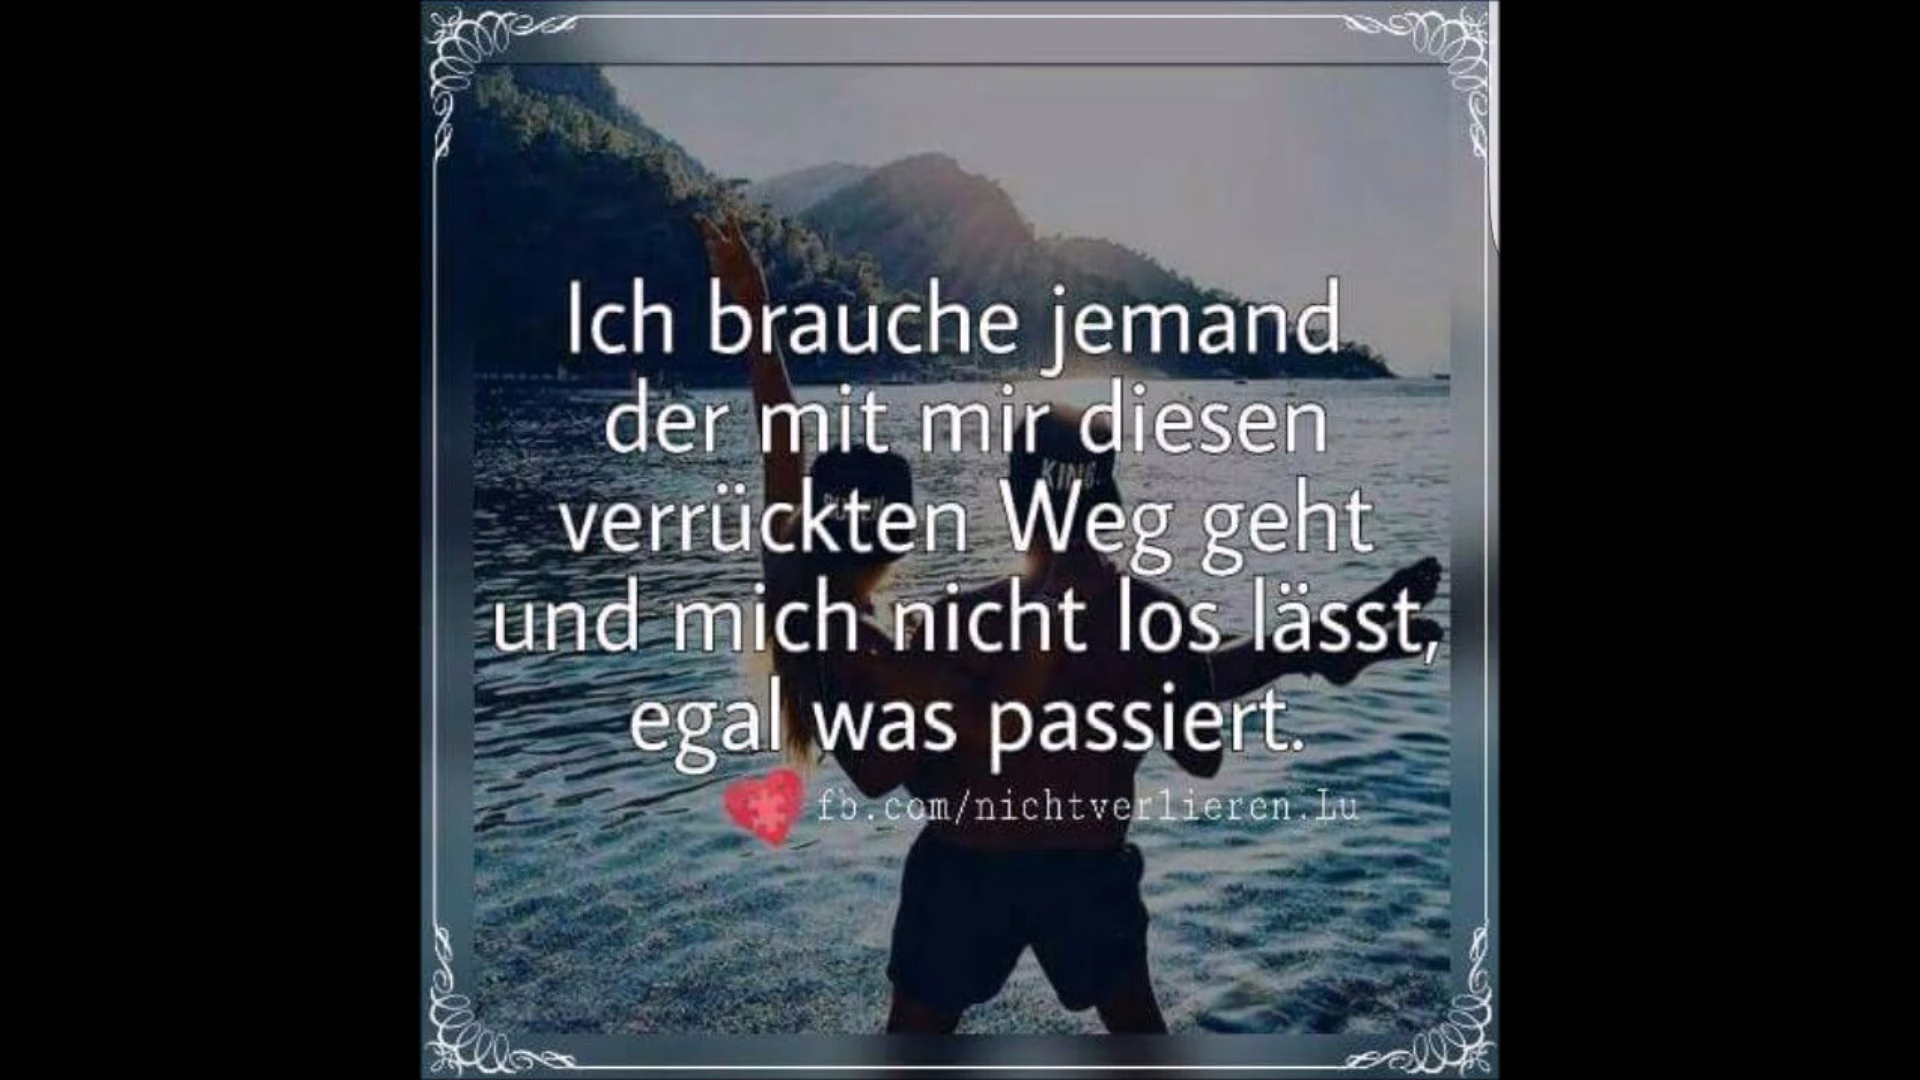 Ich brauche jemand
der mit mir diesen
KING.
verrückten Weg geht
und mich nicht los lässt,
egal was passiert.
fb.com/nichtverlieren.Lu